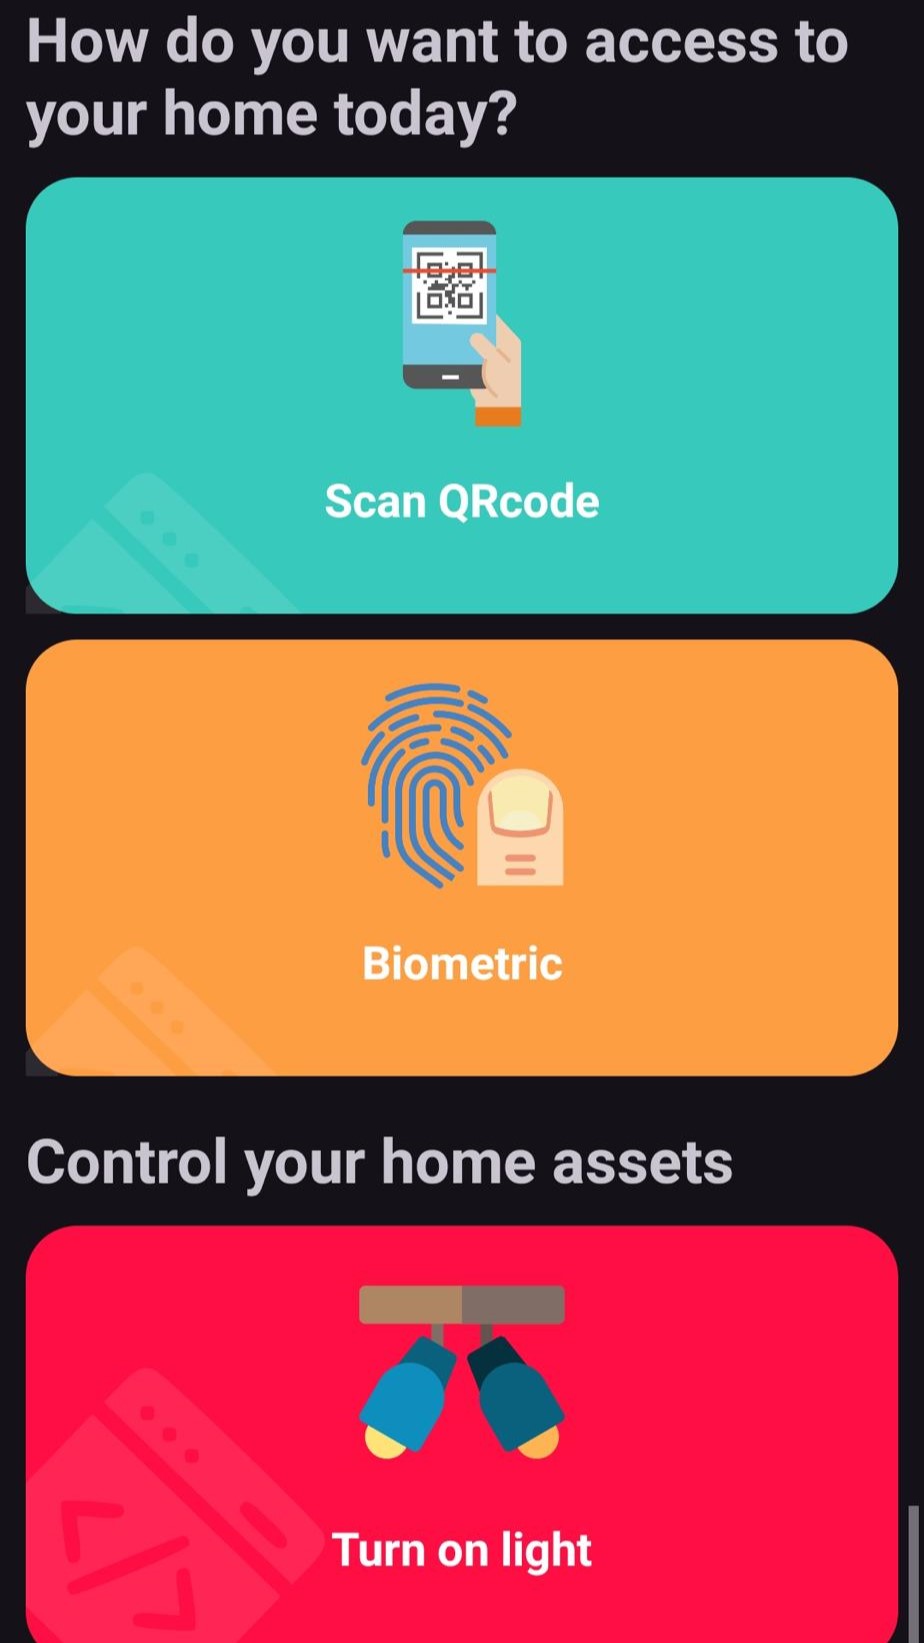 How do you want to access to
your home today?
Scan QRcode
Biometric
Control your home assets
Turn on light